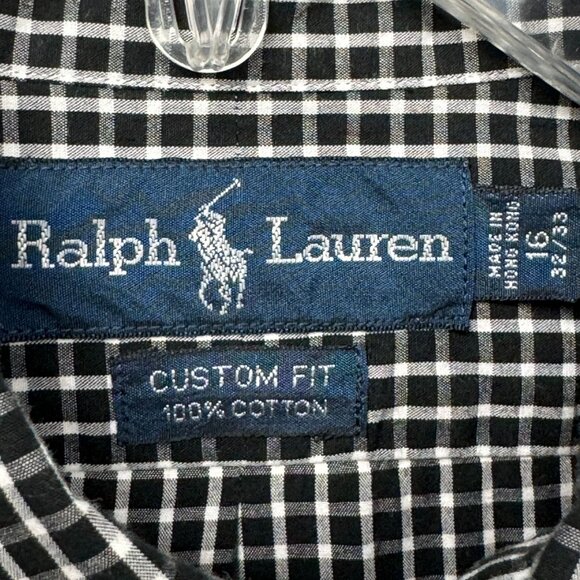 Ralph Lauren
MADE IN
HONG KONG
16
32/33
CUSTOM FIT
100% COTTON